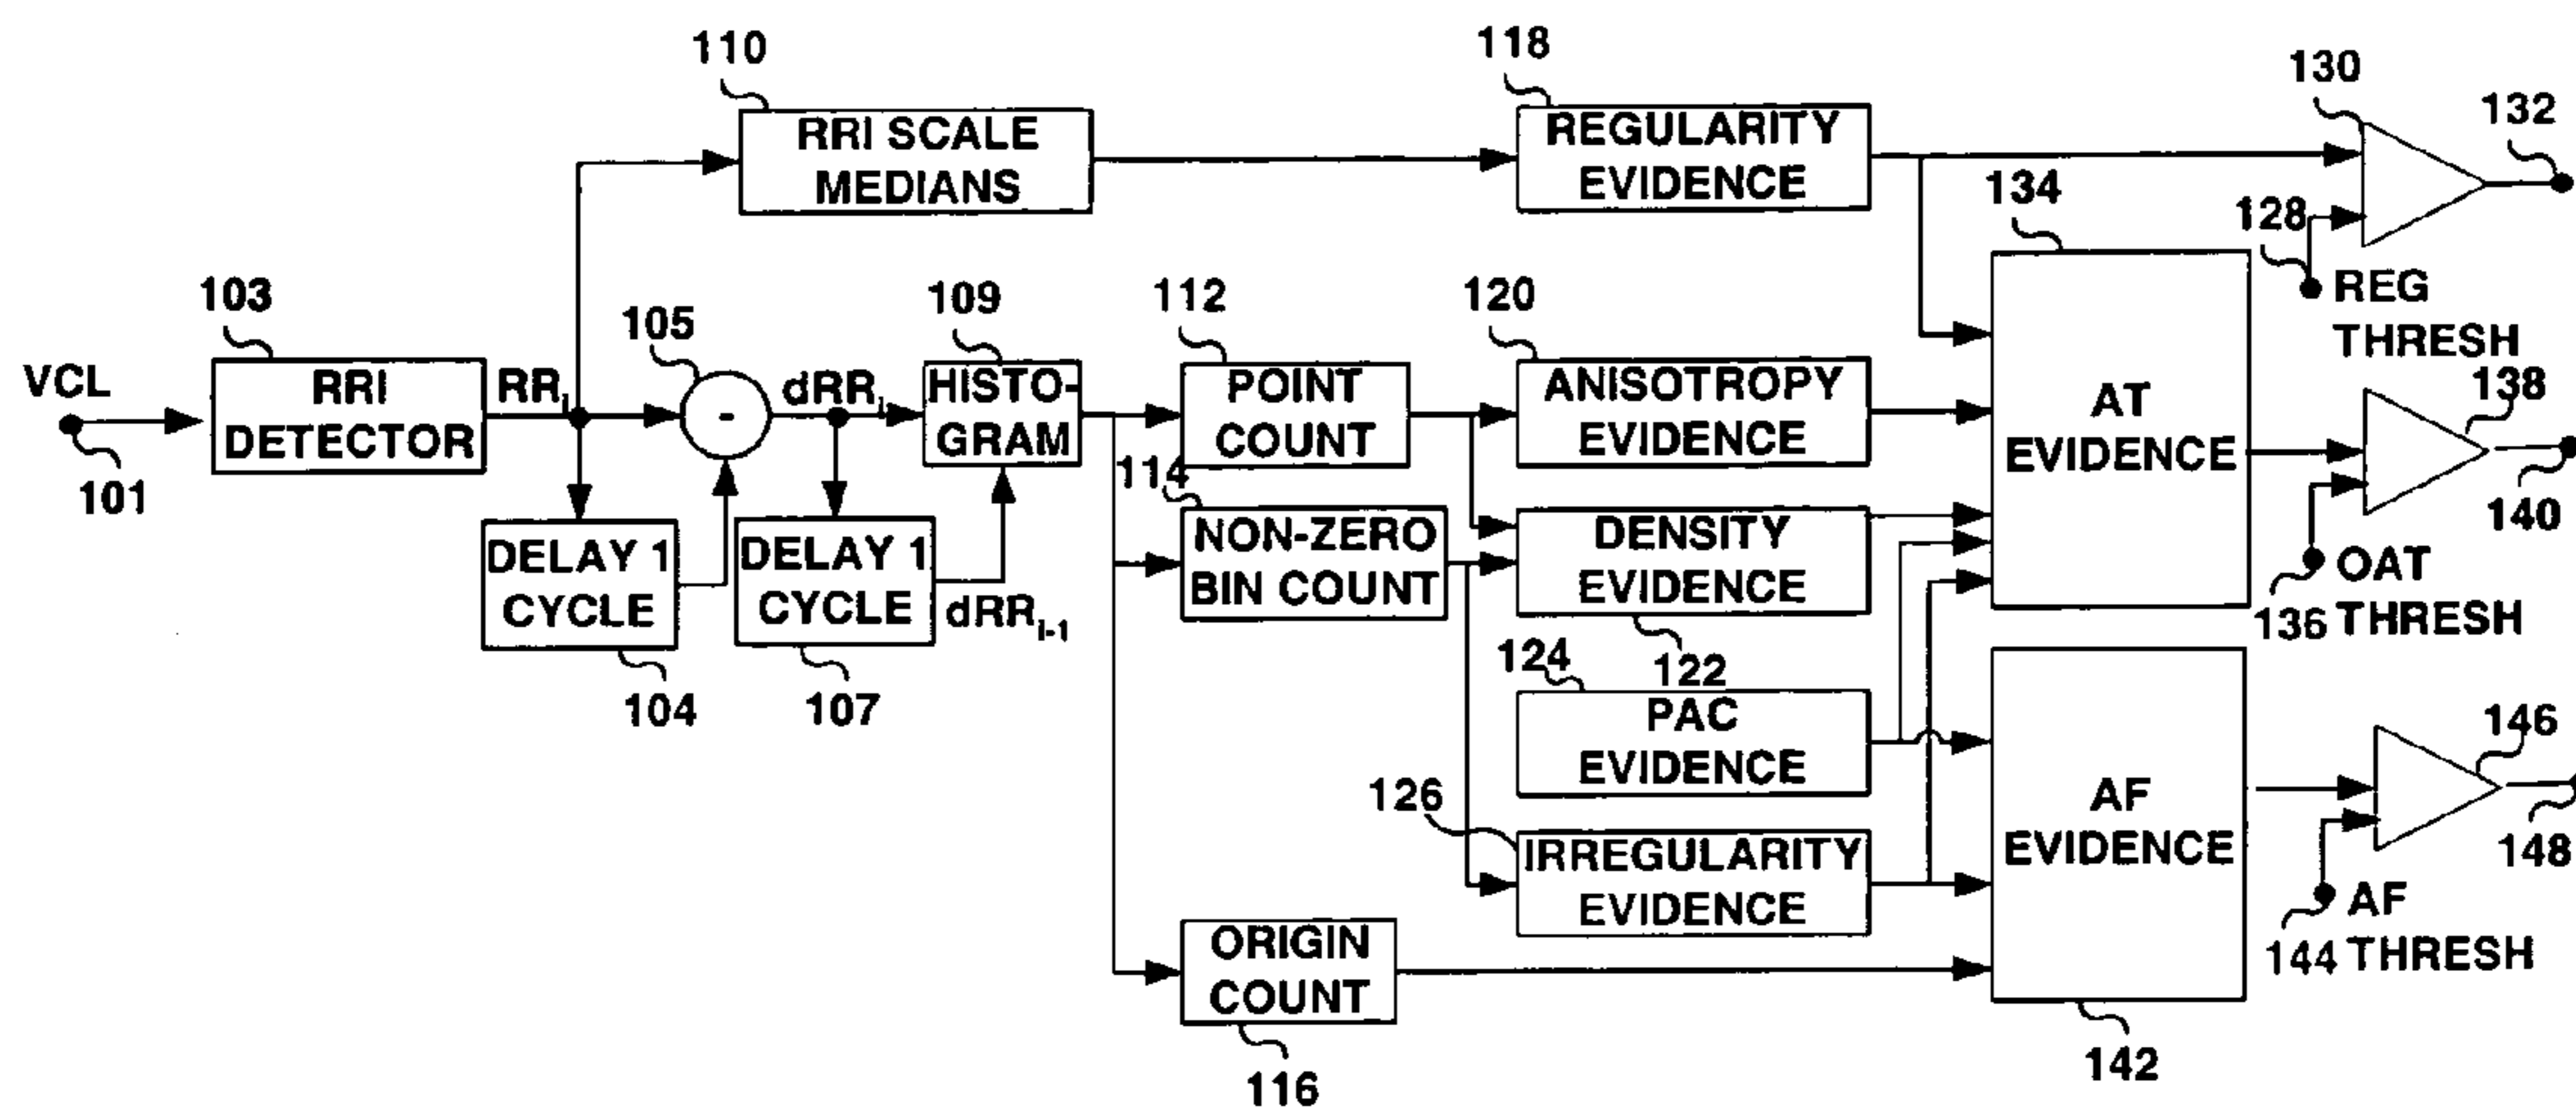 110
118
130
132
RRI SCALE
MEDIANS
REGULARITY
EVIDENCE
134
128
REG
THRESH
103
105
109
112
120
VCL
101
RRI
DETECTOR
RRi
-
dRRi
HISTO-
GRAM
POINT
COUNT
ANISOTROPY
EVIDENCE
AT
EVIDENCE
138
140
114
DELAY 1
CYCLE
104
DELAY 1
CYCLE
107
dRRi-1
NON-ZERO
BIN COUNT
DENSITY
EVIDENCE
122
OAT
THRESH
136
124
PAC
EVIDENCE
126
IRREGULARITY
EVIDENCE
AF
EVIDENCE
146
148
AF
144 THRESH
ORIGIN
COUNT
116
142